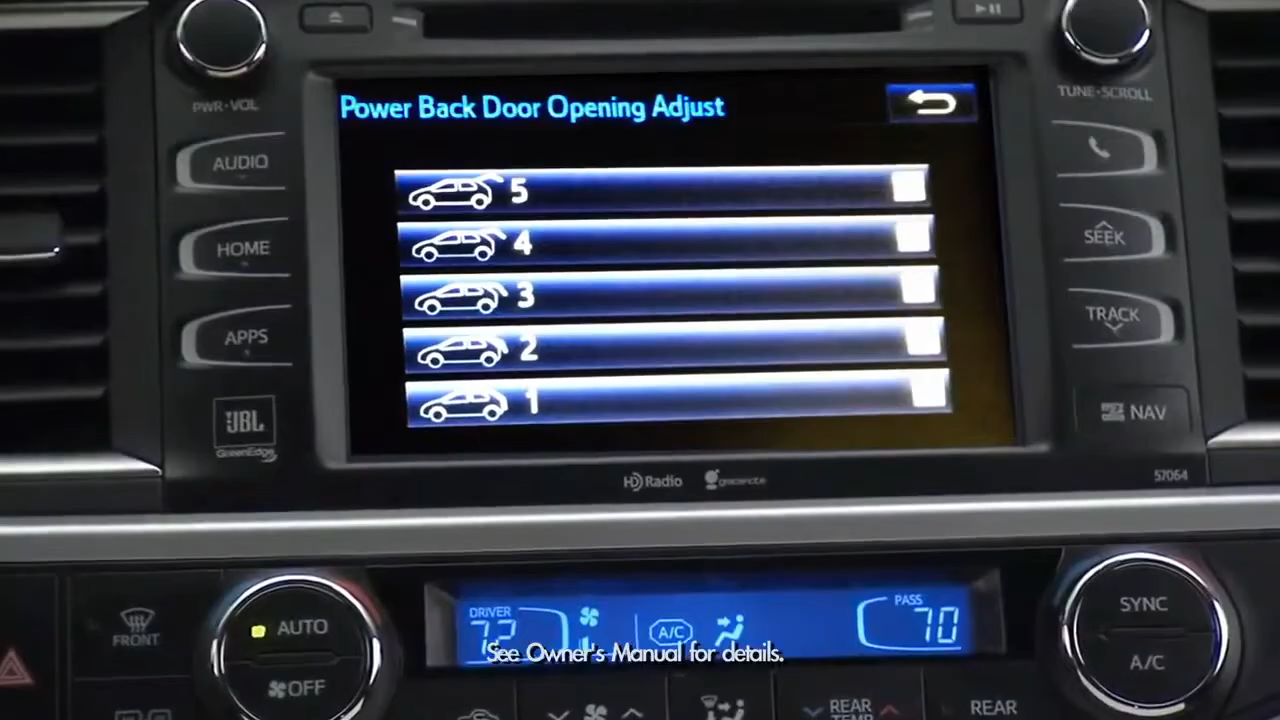 PWR•VOL
TUNE•SCROLL
Power Back Door Opening Adjust
AUDIO
HOME
APPS
JBL
GreenEdge
5
4
3
2
1
SEEK
TRACK
NAV
HD Radio
gracenote
57064
FRONT
AUTO
OFF
DRIVER
72
A/C
PASS
70
SYNC
A/C
See Owner's Manual for details.
REAR
TEMP
REAR